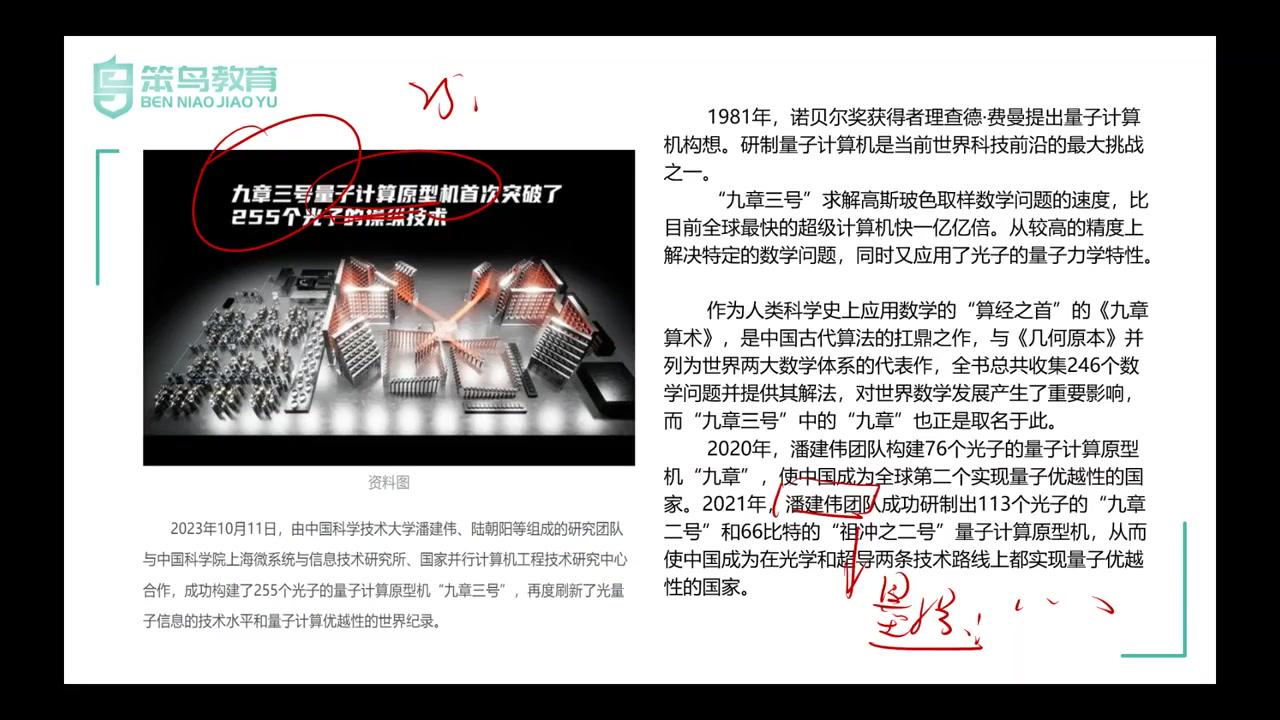 笨鸟教育
BEN NIAO JIAO YU
九章三号量子计算原型机首次突破了
255个光子的操纵技术
资料图
2023年10月11日，由中国科学技术大学潘建伟、陆朝阳等组成的研究团队
与中国科学院上海微系统与信息技术研究所、国家并行计算机工程技术研究中心
合作，成功构建了255个光子的量子计算原型机“九章三号”，再度刷新了光量
子信息的技术水平和量子计算优越性的世界纪录。
1981年，诺贝尔奖获得者理查德·费曼提出量子计算
机构想。研制量子计算机是当前世界科技前沿的最大挑战
之一。
“九章三号”求解高斯玻色取样数学问题的速度，比
目前全球最快的超级计算机快一亿亿倍。从较高的精度上
解决特定的数学问题，同时又应用了光子的量子力学特性。
作为人类科学史上应用数学的“算经之首”的《九章
算术》，是中国古代算法的扛鼎之作，与《几何原本》并
列为世界两大数学体系的代表作，全书总共收集246个数
学问题并提供其解法，对世界数学发展产生了重要影响，
而“九章三号”中的“九章”也正是取名于此。
2020年，潘建伟团队构建76个光子的量子计算原型
机“九章”，使中国成为全球第二个实现量子优越性的国
家。2021年，潘建伟团队成功研制出113个光子的“九章
二号”和66比特的“祖冲之二号”量子计算原型机，从而
使中国成为在光学和超导两条技术路线上都实现量子优越
性的国家。